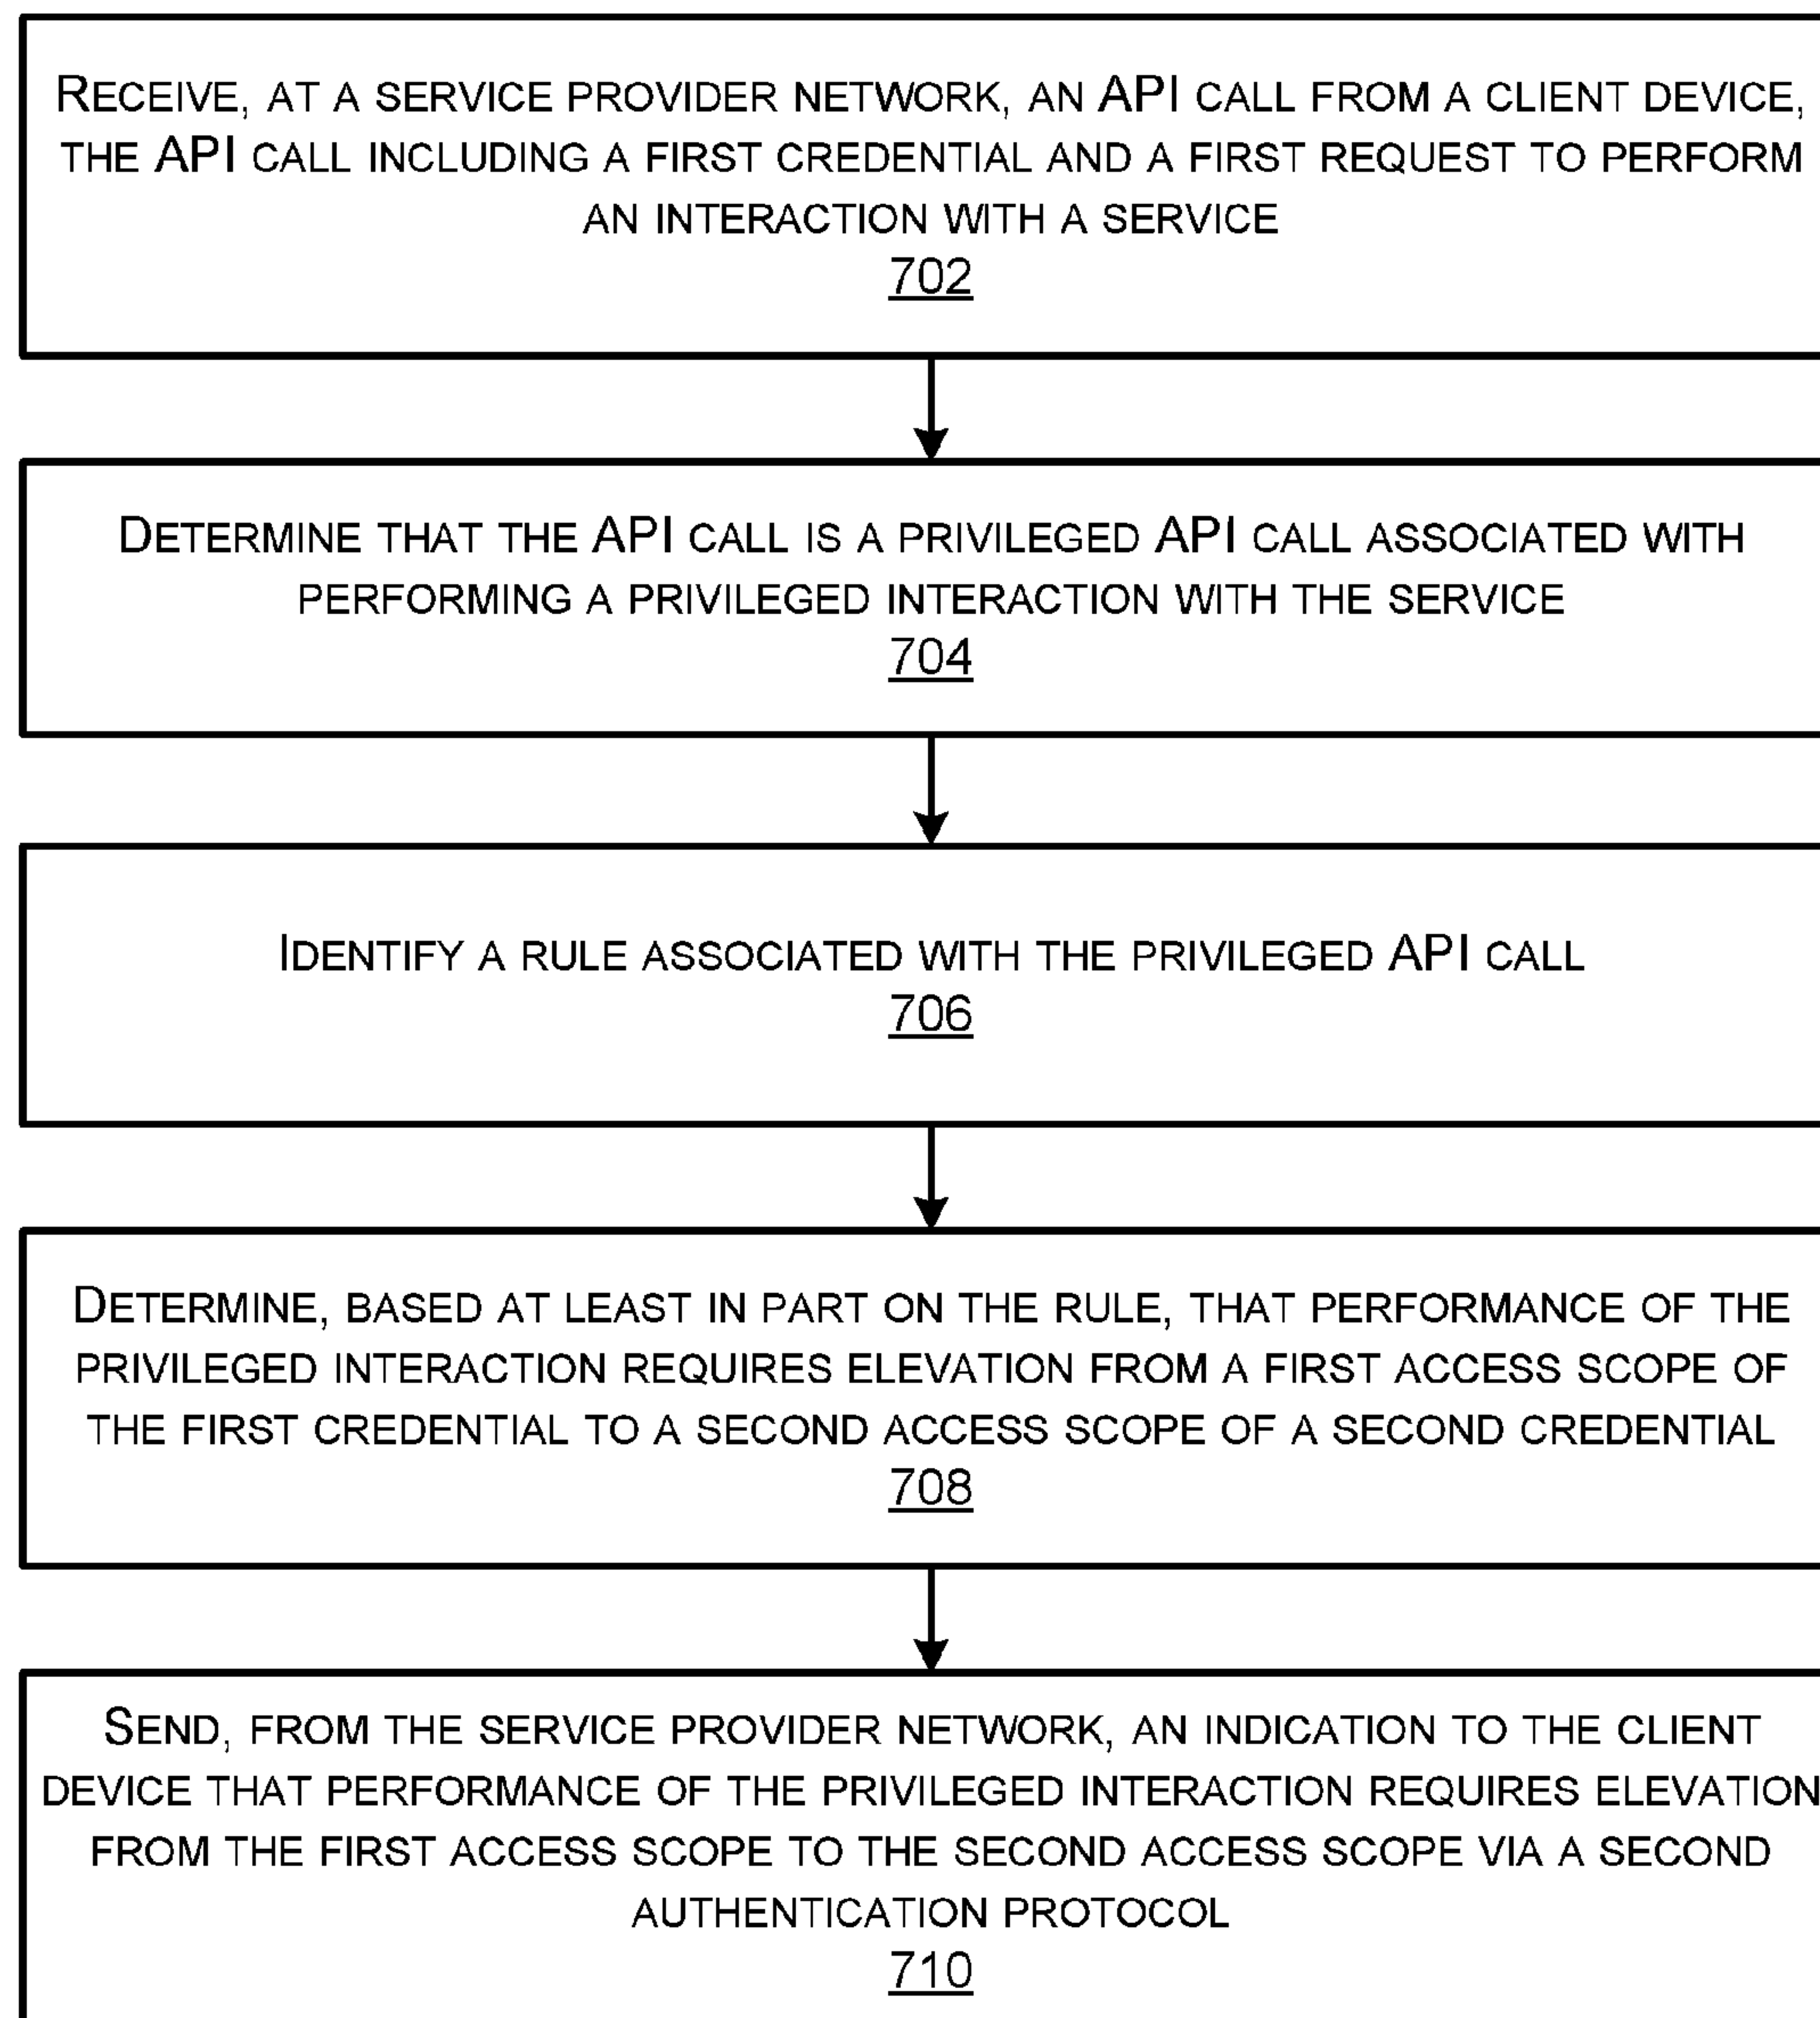 RECEIVE, AT A SERVICE PROVIDER NETWORK, AN API CALL FROM A CLIENT DEVICE,
THE API CALL INCLUDING A FIRST CREDENTIAL AND A FIRST REQUEST TO PERFORM
AN INTERACTION WITH A SERVICE
702
DETERMINE THAT THE API CALL IS A PRIVILEGED API CALL ASSOCIATED WITH
PERFORMING A PRIVILEGED INTERACTION WITH THE SERVICE
704
IDENTIFY A RULE ASSOCIATED WITH THE PRIVILEGED API CALL
706
DETERMINE, BASED AT LEAST IN PART ON THE RULE, THAT PERFORMANCE OF THE
PRIVILEGED INTERACTION REQUIRES ELEVATION FROM A FIRST ACCESS SCOPE OF
THE FIRST CREDENTIAL TO A SECOND ACCESS SCOPE OF A SECOND CREDENTIAL
708
SEND, FROM THE SERVICE PROVIDER NETWORK, AN INDICATION TO THE CLIENT
DEVICE THAT PERFORMANCE OF THE PRIVILEGED INTERACTION REQUIRES ELEVATION
FROM THE FIRST ACCESS SCOPE TO THE SECOND ACCESS SCOPE VIA A SECOND
AUTHENTICATION PROTOCOL
710